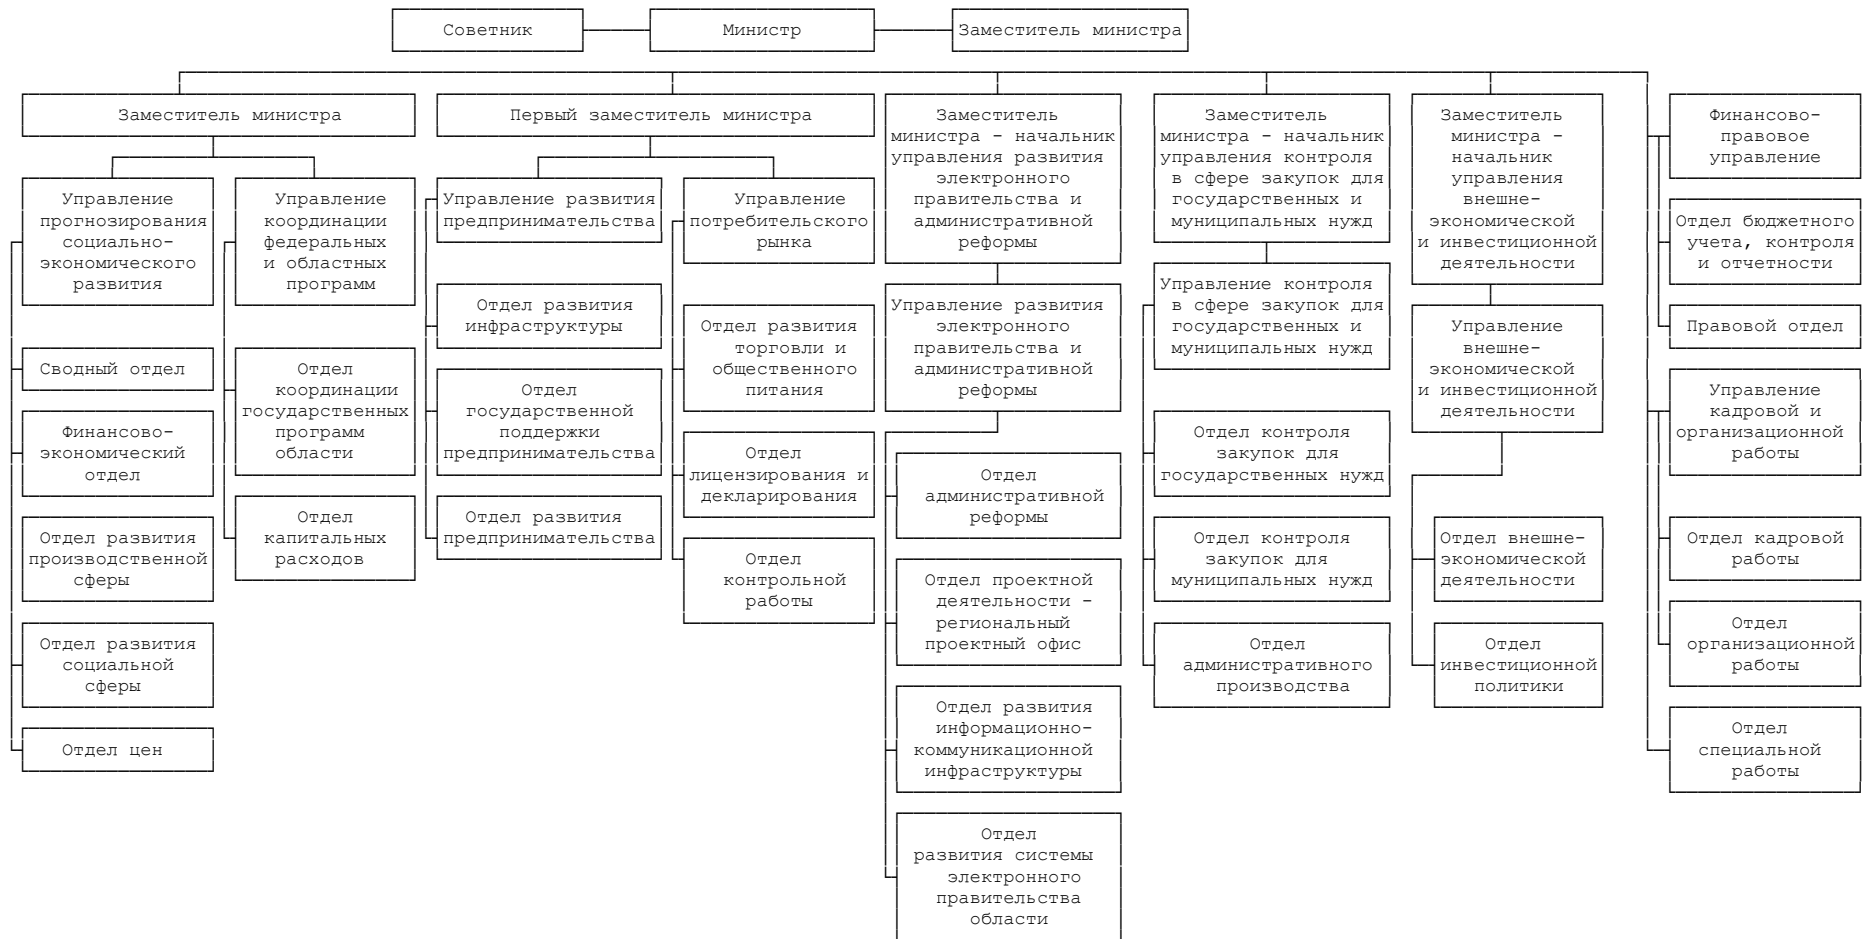 Советник
Министр
Заместитель министра
Заместитель министра
Управление
прогнозирования
социально-
экономического
развития
Сводный отдел
Финансово-
экономический
отдел
Отдел развития
производственной
сферы
Отдел развития
социальной
сферы
Отдел цен
Управление
координации
федеральных
и областных
программ
Отдел
координации
государственных
программ
области
Отдел
капитальных
расходов
Первый заместитель министра
Управление развития
предпринимательства
Отдел развития
инфраструктуры
Отдел
государственной
поддержки
предпринимательства
Отдел развития
предпринимательства
Управление
потребительского
рынка
Отдел развития
торговли и
общественного
питания
Отдел
лицензирования и
декларирования
Отдел
контрольной
работы
Заместитель
министра - начальник
управления развития
электронного
правительства и
административной
реформы
Управление развития
электронного
правительства и
административной
реформы
Отдел
административной
реформы
Отдел проектной
деятельности -
региональный
проектный офис
Отдел развития
информационно-
коммуникационной
инфраструктуры
Отдел
развития системы
электронного
правительства
области
Заместитель
министра - начальник
управления контроля
в сфере закупок для
государственных и
муниципальных нужд
Управление контроля
в сфере закупок для
государственных и
муниципальных нужд
Отдел контроля
закупок для
государственных нужд
Отдел контроля
закупок для
муниципальных нужд
Отдел
административного
производства
Заместитель
министра -
начальник
управления
внешне-
экономической
и инвестиционной
деятельности
Управление
внешне-
экономической
и инвестиционной
деятельности
Отдел внешне-
экономической
деятельности
Отдел
инвестиционной
политики
Финансово-
правовое
управление
Отдел бюджетного
учета, контроля
и отчетности
Правовой отдел
Управление
кадровой и
организационной
работы
Отдел кадровой
работы
Отдел
организационной
работы
Отдел
специальной
работы